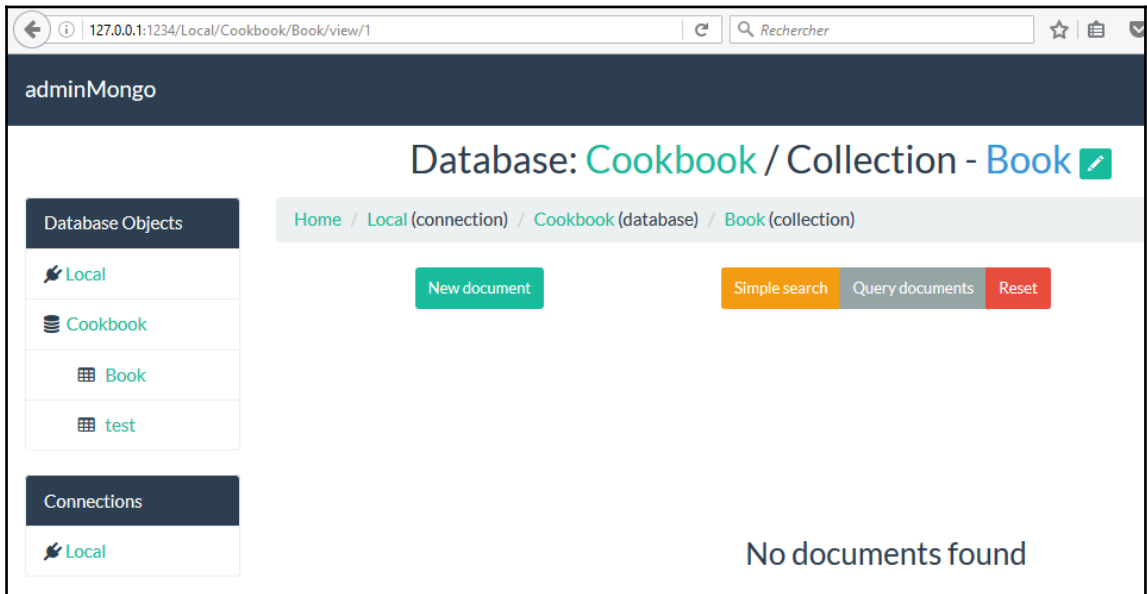 127.0.0.1:1234/Local/Cookbook/Book/view/1
Rechercher
adminMongo
Database: Cookbook / Collection - Book
Database Objects
Home / Local (connection) / Cookbook (database) / Book (collection)
Local
New document
Simple search Query documents Reset
Cookbook
Book
test
Connections
Local
No documents found